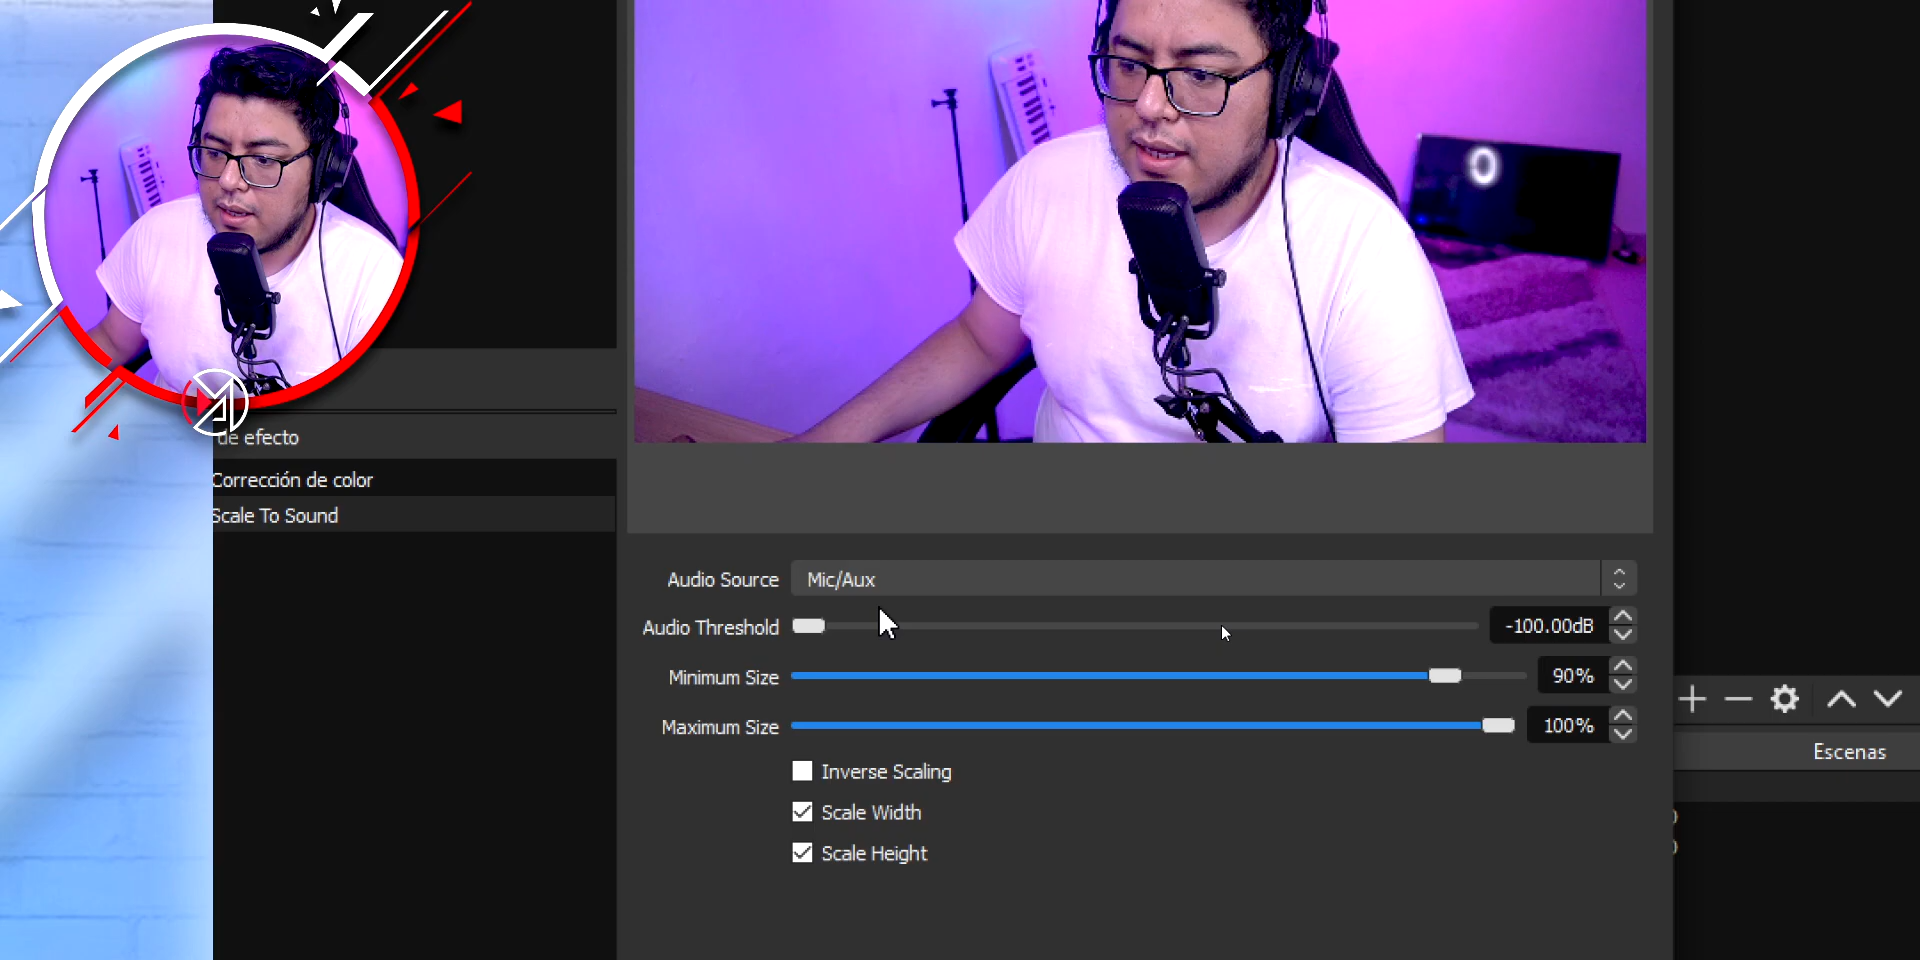 de efecto
Corrección de color
Scale To Sound
Audio Source Mic/Aux
Audio Threshold -100.00dB
Minimum Size 90%
Maximum Size 100%
Inverse Scaling
Scale Width
Scale Height
Escenas